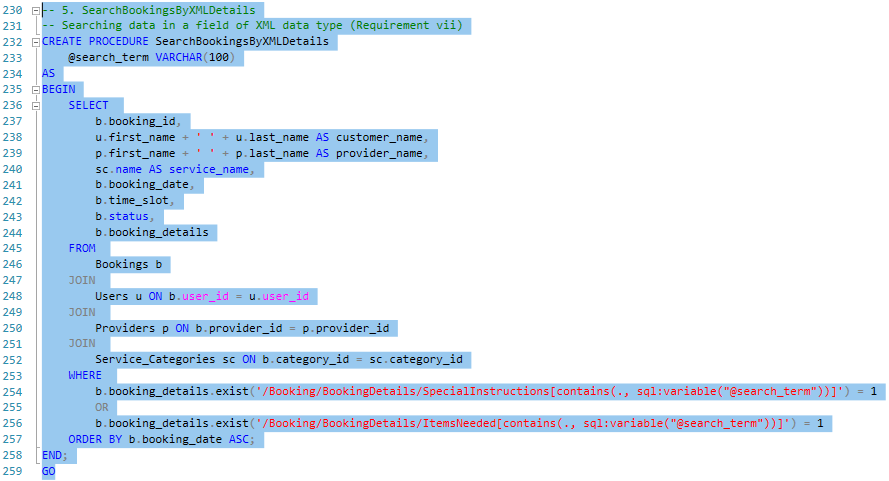 230 -- 5. SearchBookingsByXMLDetails
231 -- Searching data in a field of XML data type (Requirement vii)
232 CREATE PROCEDURE SearchBookingsByXMLDetails
233     @search_term VARCHAR(100)
234 AS
235 BEGIN
236     SELECT
237         b.booking_id,
238         u.first_name + ' ' + u.last_name AS customer_name,
239         p.first_name + ' ' + p.last_name AS provider_name,
240         sc.name AS service_name,
241         b.booking_date,
242         b.time_slot,
243         b.status,
244         b.booking_details
245     FROM
246         Bookings b
247     JOIN
248         Users u ON b.user_id = u.user_id
249     JOIN
250         Providers p ON b.provider_id = p.provider_id
251     JOIN
252         Service_Categories sc ON b.category_id = sc.category_id
253     WHERE
254         b.booking_details.exist('/Booking/BookingDetails/SpecialInstructions[contains(., sql:variable("@search_term"))]') = 1
255         OR
256         b.booking_details.exist('/Booking/BookingDetails/ItemsNeeded[contains(., sql:variable("@search_term"))]') = 1
257     ORDER BY b.booking_date ASC;
258 END;
259 GO